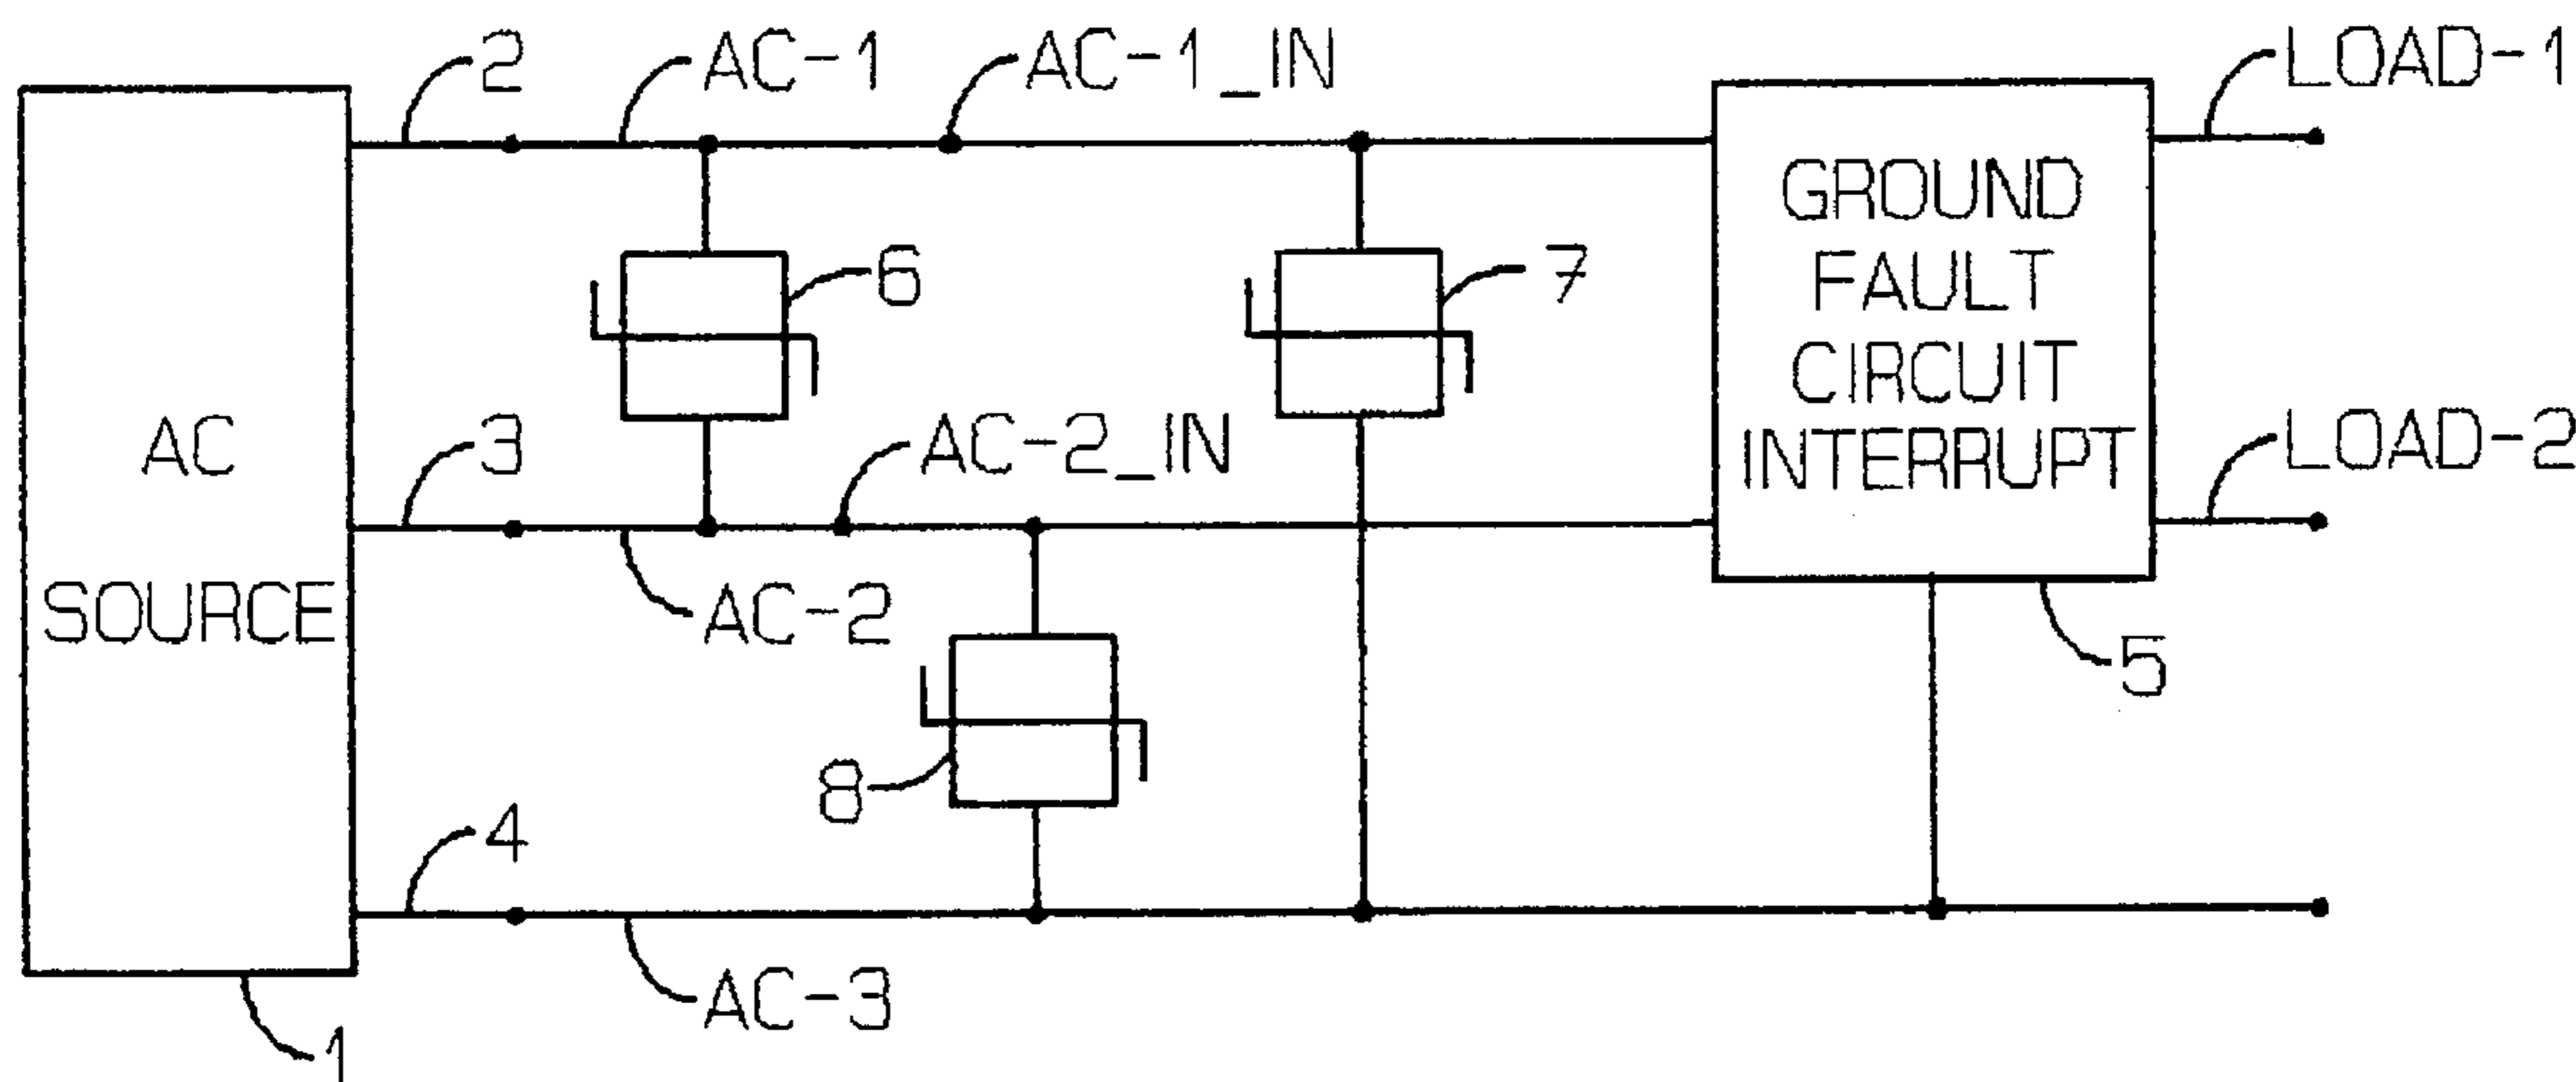 2
AC-1
AC-1_IN
LOAD-1
GROUND
FAULT
CIRCUIT
INTERRUPT
6
7
AC
SOURCE
3
AC-2_IN
LOAD-2
AC-2
5
8
4
AC-3
1